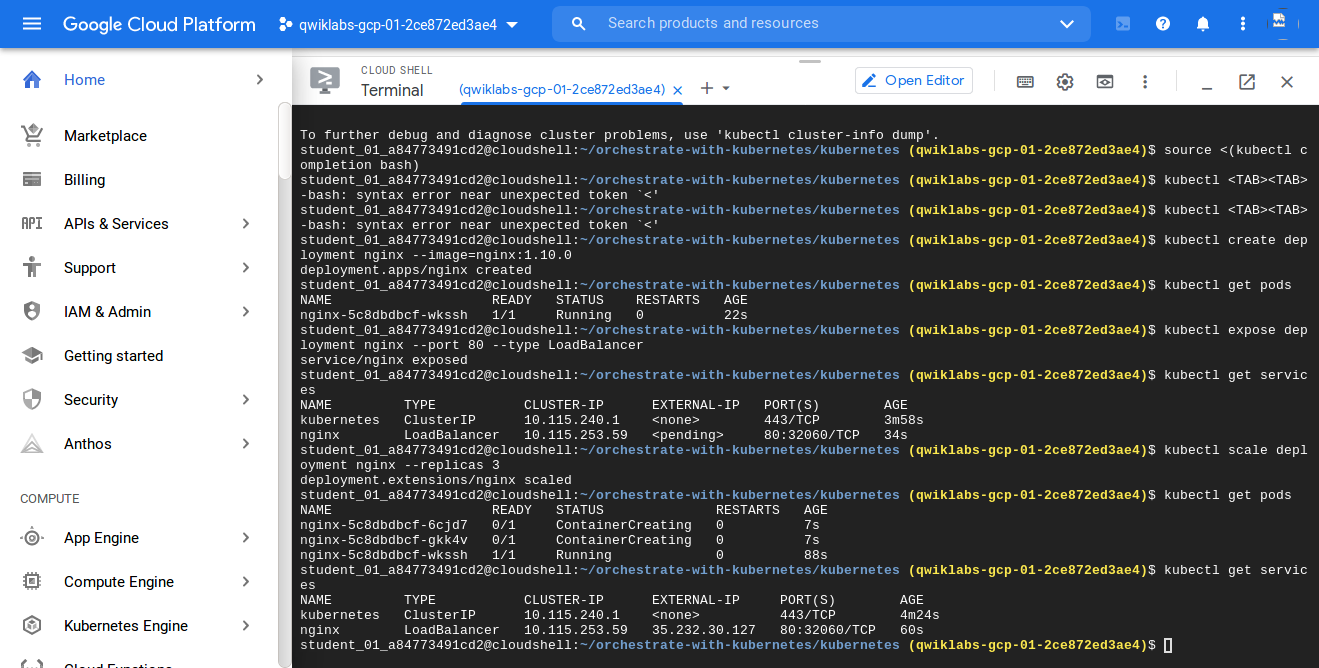 Google Cloud Platform
qwiklabs-gcp-01-2ce872ed3ae4
Search products and resources
Home
Marketplace
Billing
API
APIs & Services
Support
IAM & Admin
Getting started
Security
Anthos
COMPUTE
App Engine
Compute Engine
Kubernetes Engine
Cloud Functions
CLOUD SHELL
Terminal
(qwiklabs-gcp-01-2ce872ed3ae4)
Open Editor
To further debug and diagnose cluster problems, use 'kubectl cluster-info dump'.
student_01_a84773491cd2@cloudshell:~/orchestrate-with-kubernetes/kubernetes (qwiklabs-gcp-01-2ce872ed3ae4)$ source <(kubectl c
ompletion bash)
student_01_a84773491cd2@cloudshell:~/orchestrate-with-kubernetes/kubernetes (qwiklabs-gcp-01-2ce872ed3ae4)$ kubectl <TAB><TAB>
-bash: syntax error near unexpected token `<'
student_01_a84773491cd2@cloudshell:~/orchestrate-with-kubernetes/kubernetes (qwiklabs-gcp-01-2ce872ed3ae4)$ kubectl <TAB><TAB>
-bash: syntax error near unexpected token `<'
student_01_a84773491cd2@cloudshell:~/orchestrate-with-kubernetes/kubernetes (qwiklabs-gcp-01-2ce872ed3ae4)$ kubectl create dep
loyment nginx --image=nginx:1.10.0
deployment.apps/nginx created
student_01_a84773491cd2@cloudshell:~/orchestrate-with-kubernetes/kubernetes (qwiklabs-gcp-01-2ce872ed3ae4)$ kubectl get pods
NAME READY STATUS RESTARTS AGE
nginx-5c8dbdbcf-wkssh 1/1 Running 0 22s
student_01_a84773491cd2@cloudshell:~/orchestrate-with-kubernetes/kubernetes (qwiklabs-gcp-01-2ce872ed3ae4)$ kubectl expose dep
loyment nginx --port 80 --type LoadBalancer
service/nginx exposed
student_01_a84773491cd2@cloudshell:~/orchestrate-with-kubernetes/kubernetes (qwiklabs-gcp-01-2ce872ed3ae4)$ kubectl get servic
es
NAME TYPE CLUSTER-IP EXTERNAL-IP PORT(S) AGE
kubernetes ClusterIP 10.115.240.1 <none> 443/TCP 3m58s
nginx LoadBalancer 10.115.253.59 <pending> 80:32060/TCP 34s
student_01_a84773491cd2@cloudshell:~/orchestrate-with-kubernetes/kubernetes (qwiklabs-gcp-01-2ce872ed3ae4)$ kubectl scale depl
oyment nginx --replicas 3
deployment.extensions/nginx scaled
student_01_a84773491cd2@cloudshell:~/orchestrate-with-kubernetes/kubernetes (qwiklabs-gcp-01-2ce872ed3ae4)$ kubectl get pods
NAME READY STATUS RESTARTS AGE
nginx-5c8dbdbcf-6cjd7 0/1 ContainerCreating 0 7s
nginx-5c8dbdbcf-gkk4v 0/1 ContainerCreating 0 7s
nginx-5c8dbdbcf-wkssh 1/1 Running 0 88s
student_01_a84773491cd2@cloudshell:~/orchestrate-with-kubernetes/kubernetes (qwiklabs-gcp-01-2ce872ed3ae4)$ kubectl get servic
es
NAME TYPE CLUSTER-IP EXTERNAL-IP PORT(S) AGE
kubernetes ClusterIP 10.115.240.1 <none> 443/TCP 4m24s
nginx LoadBalancer 10.115.253.59 35.232.30.127 80:32060/TCP 60s
student_01_a84773491cd2@cloudshell:~/orchestrate-with-kubernetes/kubernetes (qwiklabs-gcp-01-2ce872ed3ae4)$